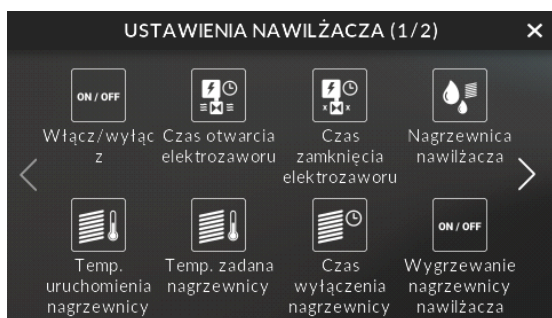 USTAWIENIA NAWILŻACZA (1/2)
ON / OFF
Włącz/wyłąc
z
Czas otwarcia
elektrozaworu
Czas
zamknięcia
elektrozaworu
Nagrzewnica
nawilżacza
Temp.
uruchomienia
nagrzewnicy
Temp. zadana
nagrzewnicy
Czas
wyłączenia
nagrzewnicy
ON / OFF
Wygrzewanie
nagrzewnicy
nawilżacza